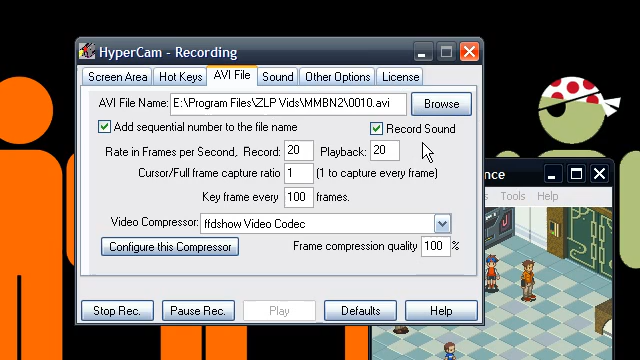 HyperCam - Recording
Screen Area Hot Keys AVI File Sound Other Options License
AVI File Name: E:\Program Files\ZLP Vids\MMBN2\0010.avi Browse
Add sequential number to the file name Record Sound
Rate in Frames per Second, Record: 20 Playback: 20
Cursor/Full frame capture ratio 1 (1 to capture every frame)
Key frame every 100 frames.
Video Compressor: ffdshow Video Codec
Configure this Compressor Frame compression quality 100 %
Stop Rec. Pause Rec. Play Defaults Help
nce
Tools Help